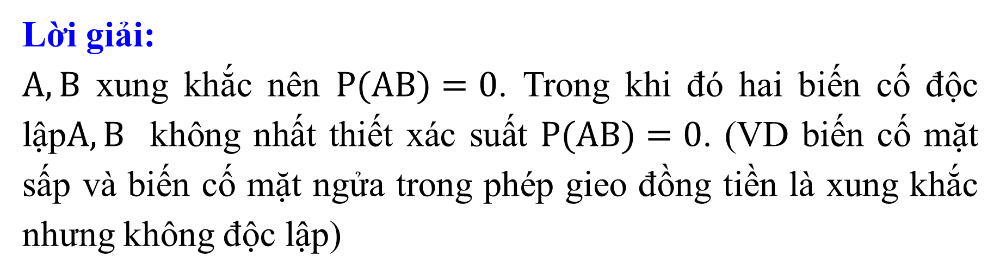 Lời giải:
A, B xung khắc nên P(AB) = 0. Trong khi đó hai biến cố độc
lậpA, B không nhất thiết xác suất P(AB) = 0. (VD biến cố mặt
sấp và biến cố mặt ngửa trong phép gieo đồng tiền là xung khắc
nhưng không độc lập)